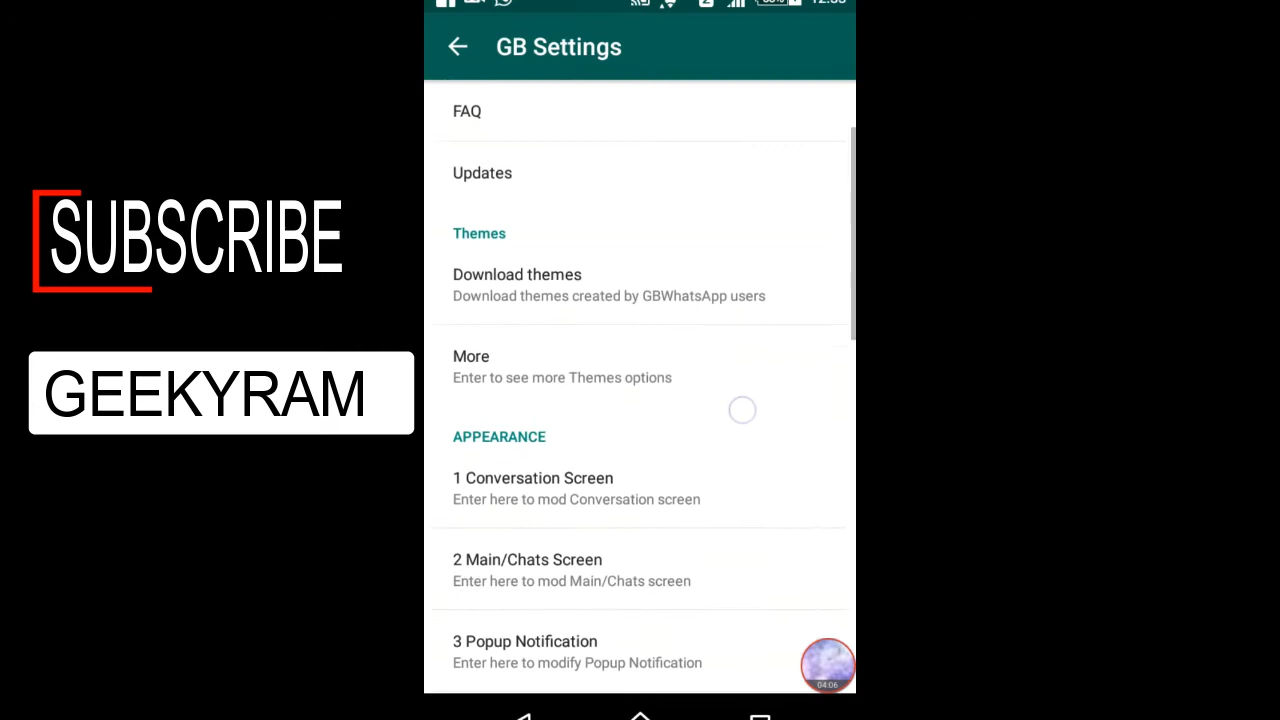 GB Settings
FAQ
Updates
Themes
Download themes
Download themes created by GBWhatsApp users
More
Enter to see more Themes options
APPEARANCE
1 Conversation Screen
Enter here to mod Conversation screen
2 Main/Chats Screen
Enter here to mod Main/Chats screen
3 Popup Notification
Enter here to modify Popup Notification
04:06
SUBSCRIBE
GEEKYRAM